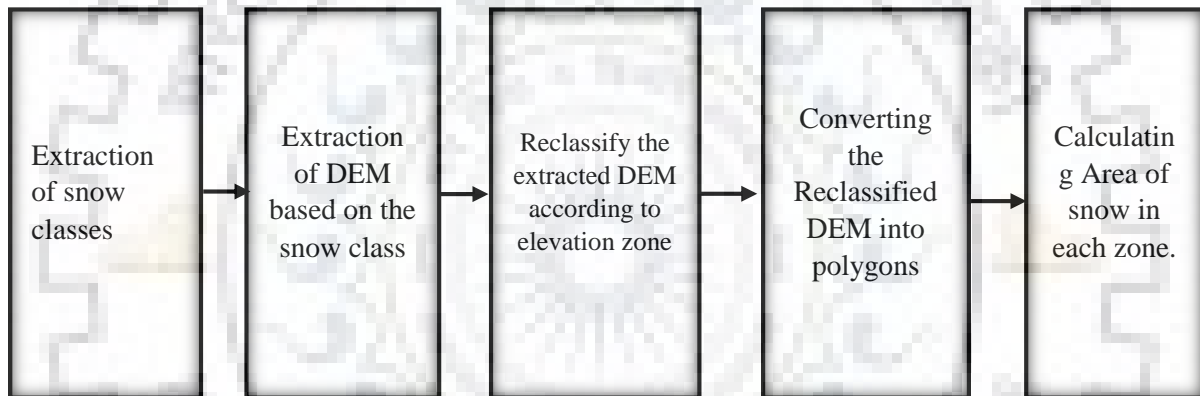 Extraction
of snow
classes
Extraction
of DEM
based on the
snow class
Reclassify the
extracted DEM
according to
elevation zone
Converting
the
Reclassified
DEM into
polygons
Calculatin
g Area of
snow in
each zone.